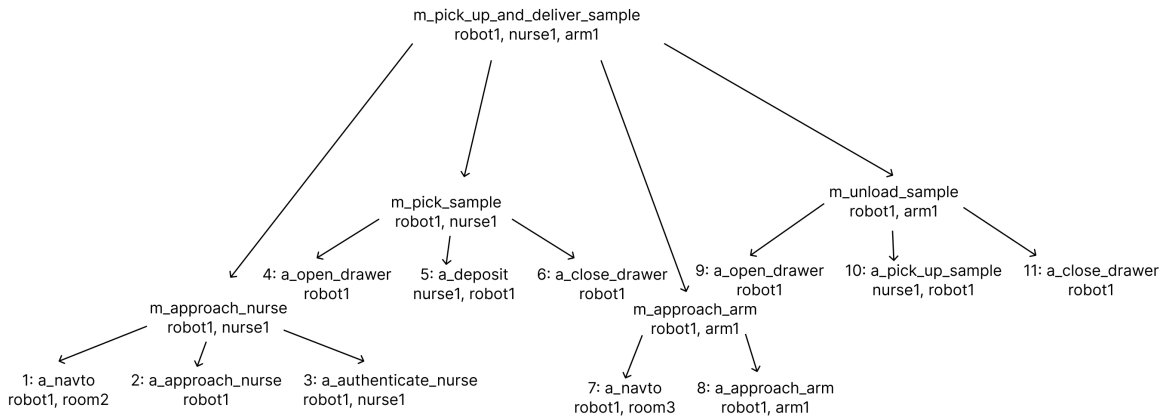 m_pick_up_and_deliver_sample
robot1, nurse1, arm1
m_pick_sample
robot1, nurse1
m_unload_sample
robot1, arm1
4: a_open_drawer
robot1
5: a_deposit
nurse1, robot1
6: a_close_drawer
robot1
9: a_open_drawer
robot1
10: a_pick_up_sample
nurse1, robot1
11: a_close_drawer
robot1
m_approach_nurse
robot1, nurse1
m_approach_arm
robot1, arm1
1: a_navto
robot1, room2
2: a_approach_nurse
robot1
3: a_authenticate_nurse
robot1, nurse1
7: a_navto
robot1, room3
8: a_approach_arm
robot1, arm1